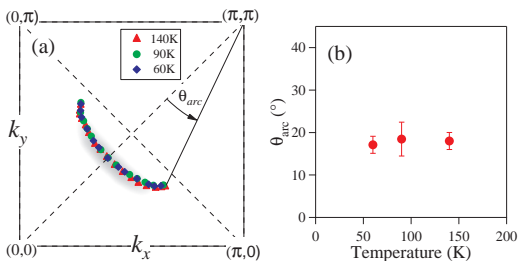 (0,π)
(π,π)
(a)
140K
90K
60K
θarc
ky
(0,0)
kx
(π,0)
(b)
40
30
20
10
0
θarc (°)
0
50
100
150
200
Temperature (K)